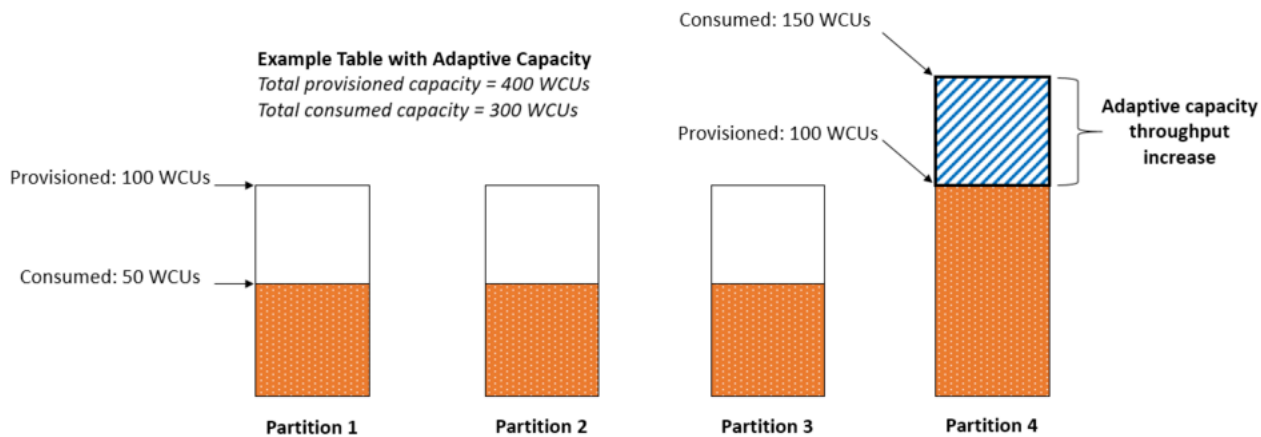 Consumed: 150 WCUs
Example Table with Adaptive Capacity
Total provisioned capacity = 400 WCUs
Total consumed capacity = 300 WCUs
Adaptive capacity
throughput
increase
Provisioned: 100 WCUs
Provisioned: 100 WCUs
Consumed: 50 WCUs
Partition 1
Partition 2
Partition 3
Partition 4